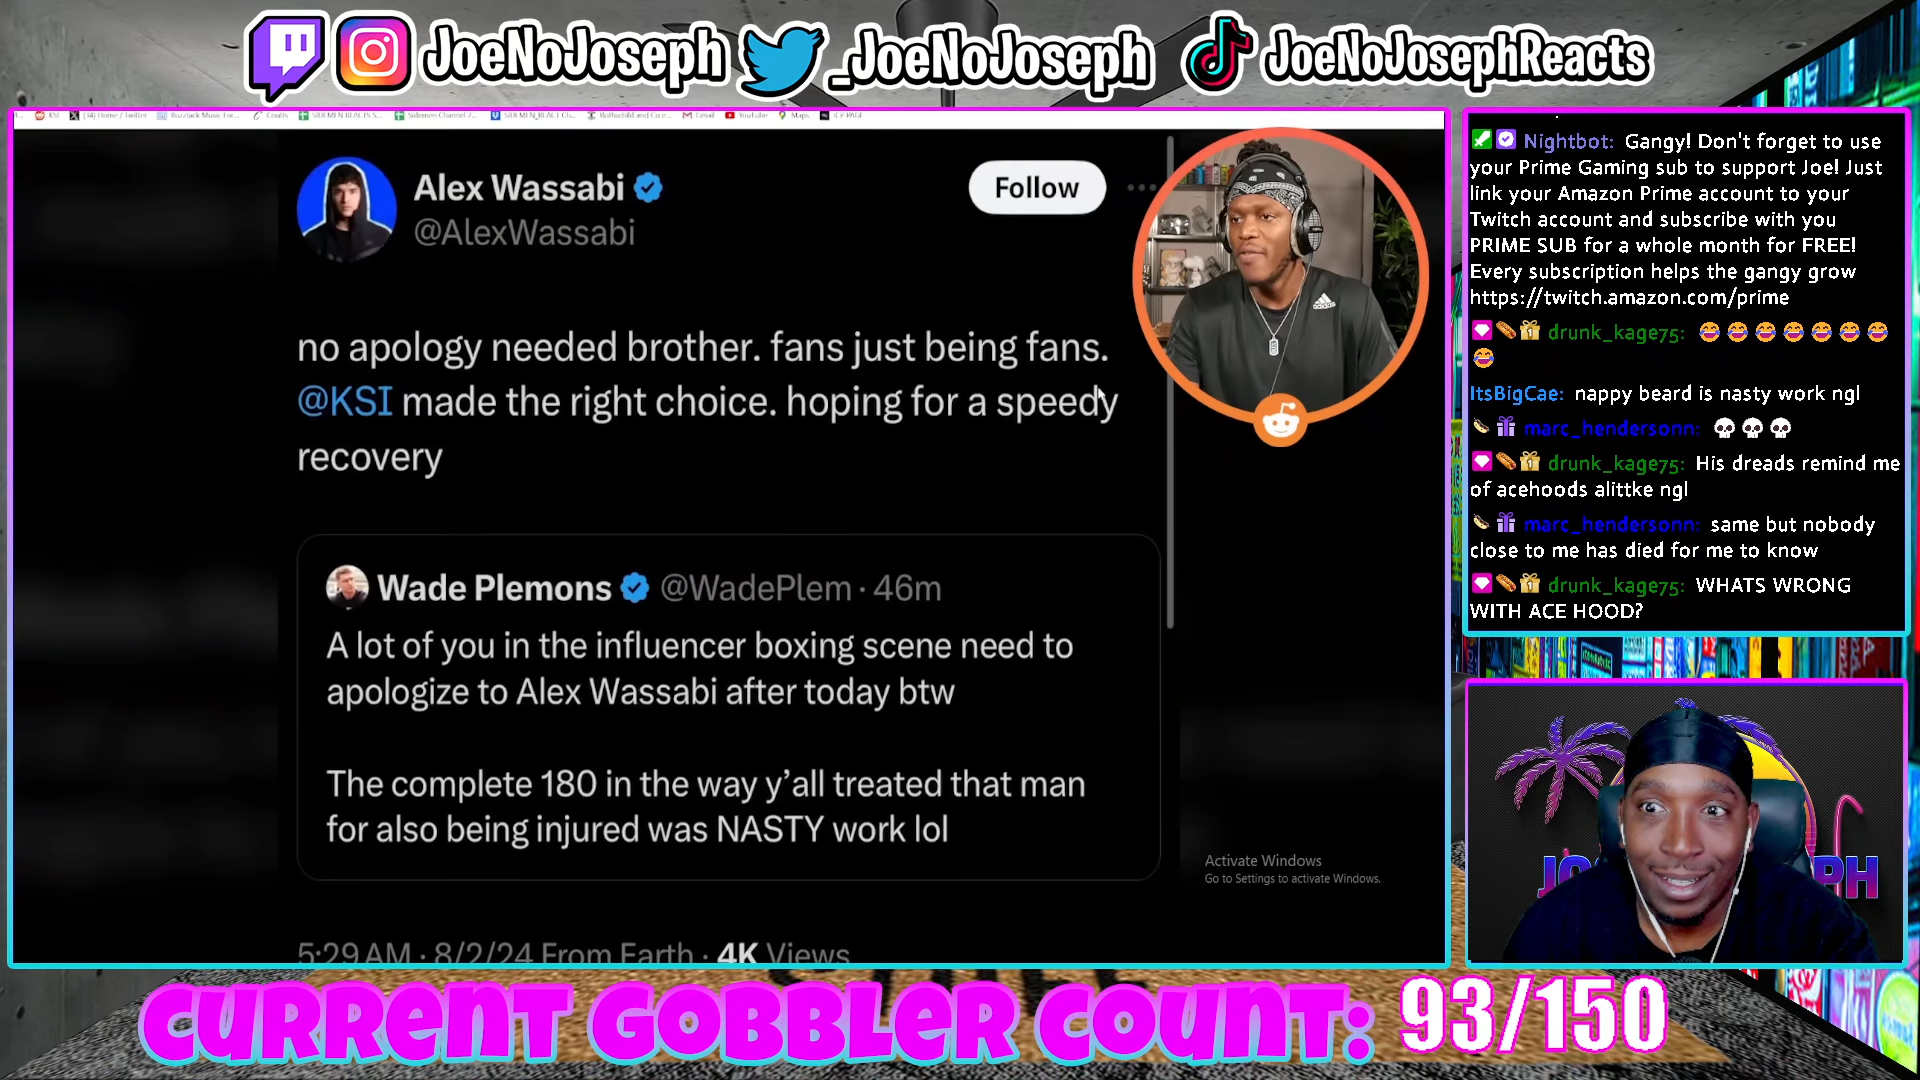 JoeNoJoseph _JoeNoJoseph JoeNoJosephReacts
Alex Wassabi
@AlexWassabi
Follow
no apology needed brother. fans just being fans.
@KSI made the right choice. hoping for a speedy
recovery
Wade Plemons @WadePlem · 46m
A lot of you in the influencer boxing scene need to
apologize to Alex Wassabi after today btw
The complete 180 in the way y’all treated that man
for also being injured was NASTY work lol
5:29 AM · 8/2/24 From Earth · 4K Views
Activate Windows
Go to Settings to activate Windows.
Nightbot: Gangy! Don't forget to use
your Prime Gaming sub to support Joe! Just
link your Amazon Prime account to your
Twitch account and subscribe with you
PRIME SUB for a whole month for FREE!
Every subscription helps the gangy grow
https://twitch.amazon.com/prime
drunk_kage75: 😂 😂 😂 😂 😂 😂 😂
😂
ItsBigCae: nappy beard is nasty work ngl
marc_hendersonn: 💀 💀 💀
drunk_kage75: His dreads remind me
of acehoods alittke ngl
marc_hendersonn: same but nobody
close to me has died for me to know
drunk_kage75: WHATS WRONG
WITH ACE HOOD?
CURRENT GOBBLER COUNT: 93/150